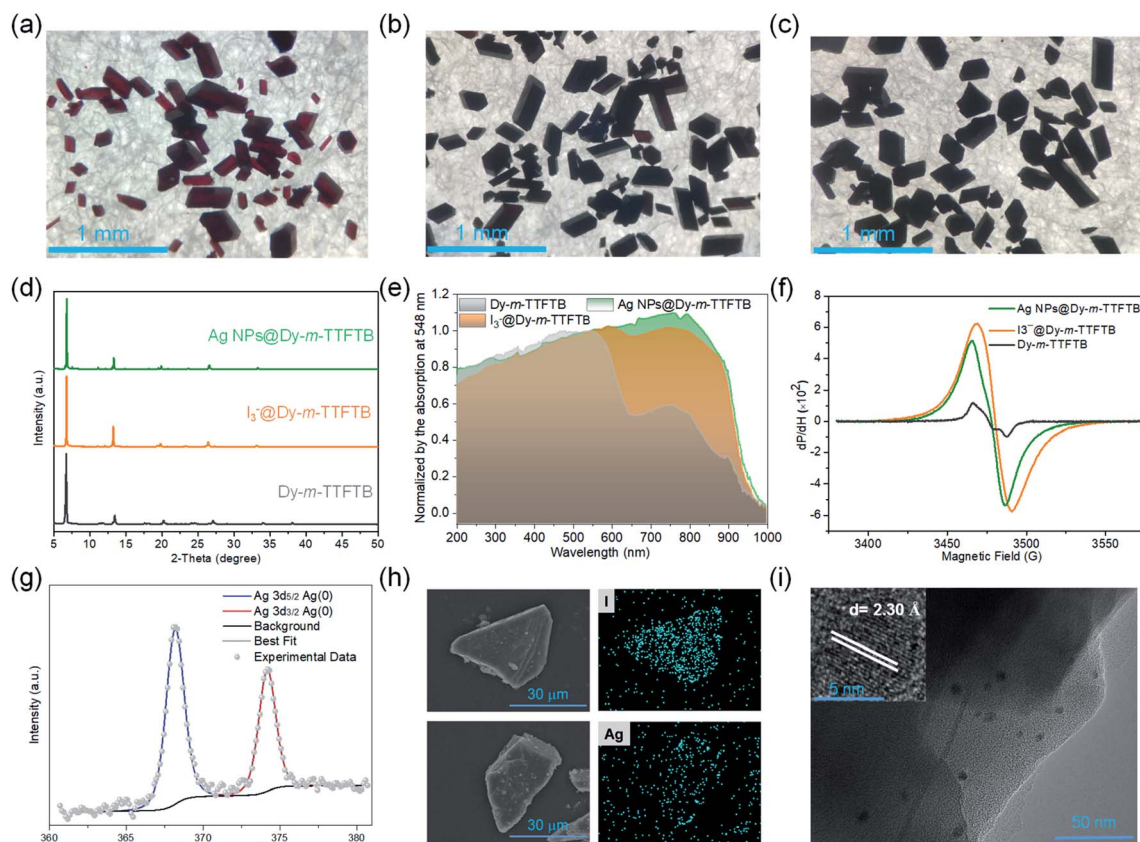 (a)
1 mm
(b)
1 mm
(c)
1 mm
(d)
Intensity (a.u.)
Ag NPs@Dy-m-TTFTB
I₃⁻@Dy-m-TTFTB
Dy-m-TTFTB
5 10 15 20 25 30 35 40 45 50
2-Theta (degree)
(e)
Normalized by the absorption at 548 nm
1.2
1.0
0.8
0.6
0.4
0.2
0.0
Dy-m-TTFTB
Ag NPs@Dy-m-TTFTB
I₃⁻@Dy-m-TTFTB
200 300 400 500 600 700 800 900 1000
Wavelength (nm)
(f)
dP/dH (×10²)
8
6
4
2
0
-2
-4
-6
Ag NPs@Dy-m-TTFTB
I3⁻@Dy-m-TTFTB
Dy-m-TTFTB
3400 3450 3500 3550
Magnetic Field (G)
(g)
Intensity (a.u.)
Ag 3d5/2 Ag(0)
Ag 3d3/2 Ag(0)
Background
Best Fit
Experimental Data
360 365 370 375 380
(h)
30 μm
I
30 μm
Ag
(i)
d= 2.30 Å
5 nm
50 nm